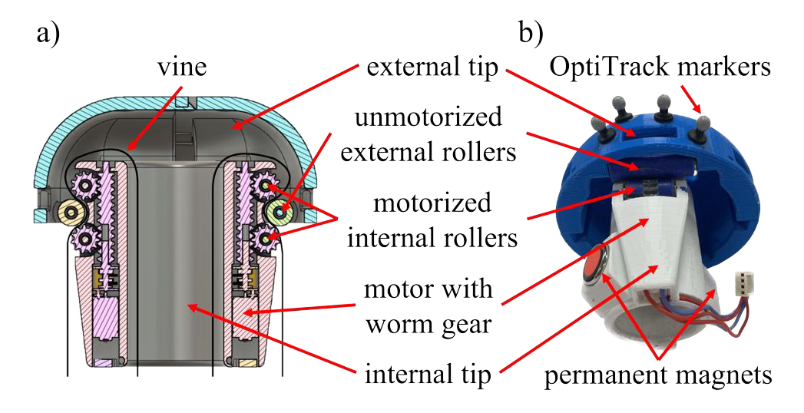 a)
b)
vine
external tip
OptiTrack markers
unmotorized
external rollers
motorized
internal rollers
motor with
worm gear
internal tip
permanent magnets